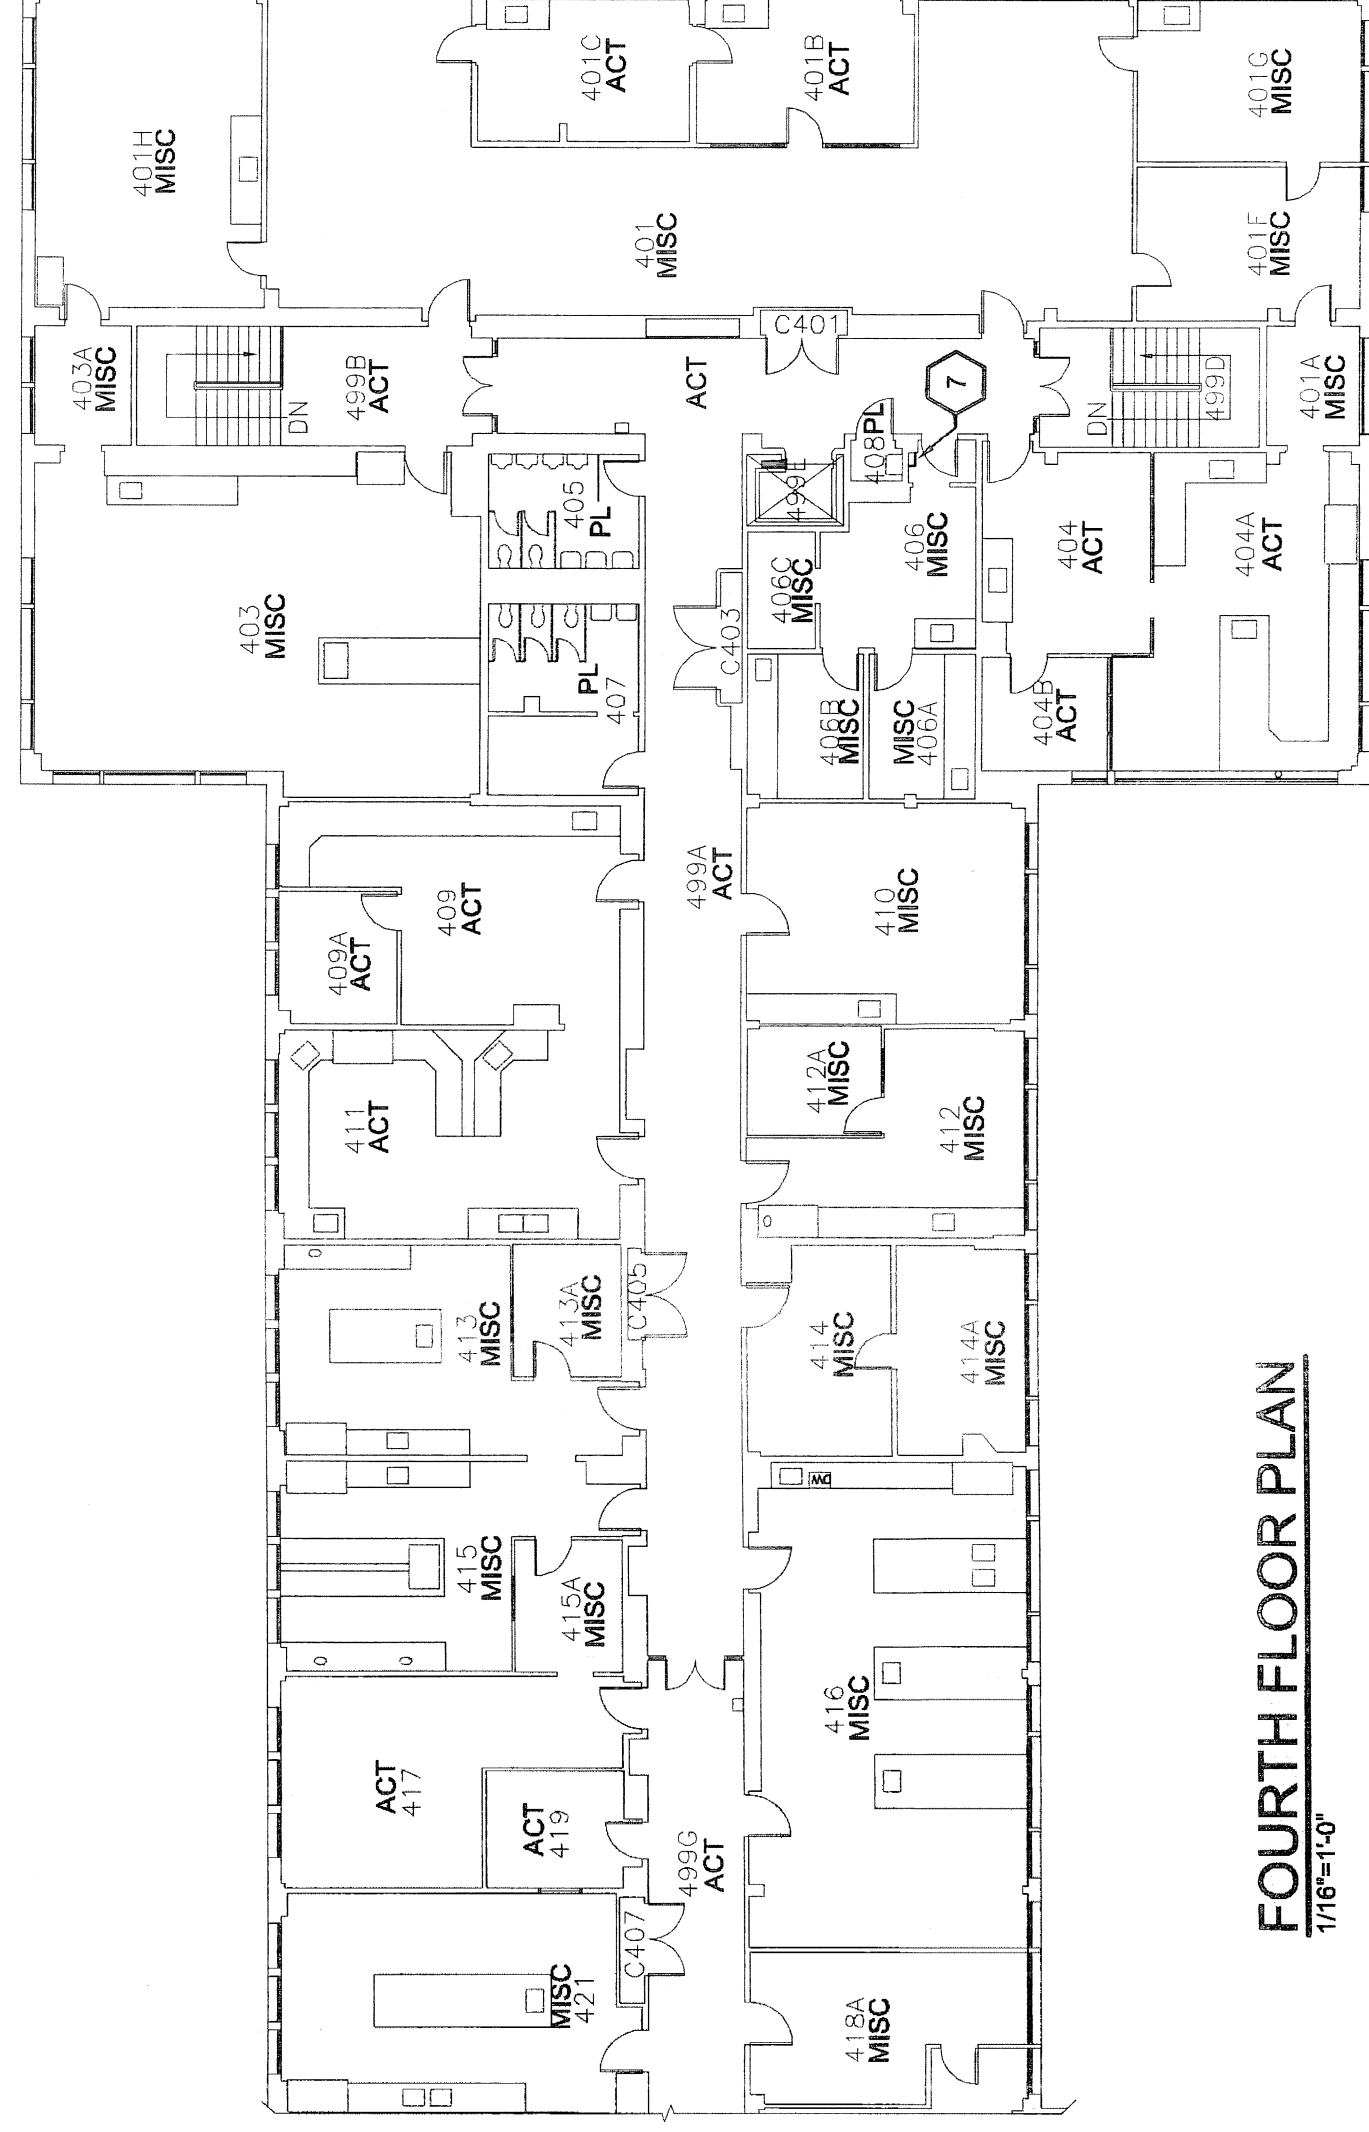 401H
MISC
401C
ACT
401B
ACT
401G
MISC
401
MISC
401F
MISC
403A
MISC
499B
ACT
DN
ACT
C401
7
DN
499D
401A
MISC
403
MISC
405
PL
PL
407
C403
408
PL
406
MISC
406C
MISC
406B
MISC
MISC
406A
404
ACT
404A
ACT
404B
ACT
409
ACT
409A
ACT
499A
ACT
410
MISC
411
ACT
412A
MISC
412
MISC
413
MISC
413A
MISC
C405
414
MISC
414A
MISC
415
MISC
415A
MISC
DW
416
MISC
ACT
417
ACT
419
499G
ACT
MISC
421
C407
418A
MISC
FOURTH FLOOR PLAN
1/16"=1'-0"